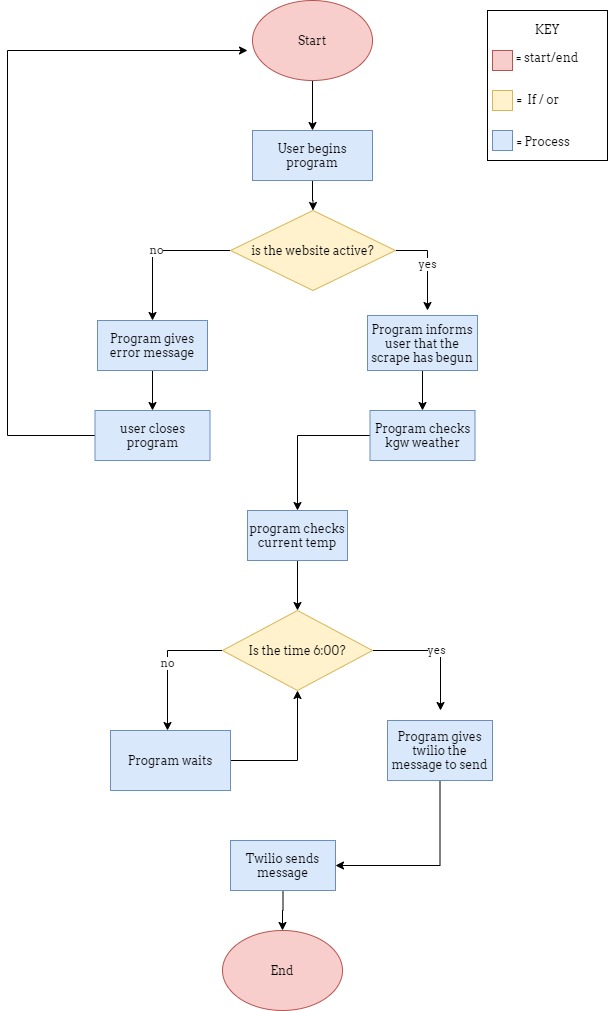 Start
KEY
= start/end
= If / or
= Process
User begins
program
is the website active?
no
yes
Program gives
error message
Program informs
user that the
scrape has begun
user closes
program
Program checks
kgw weather
program checks
current temp
Is the time 6:00?
no
yes
Program waits
Program gives
twilio the
message to send
Twilio sends
message
End